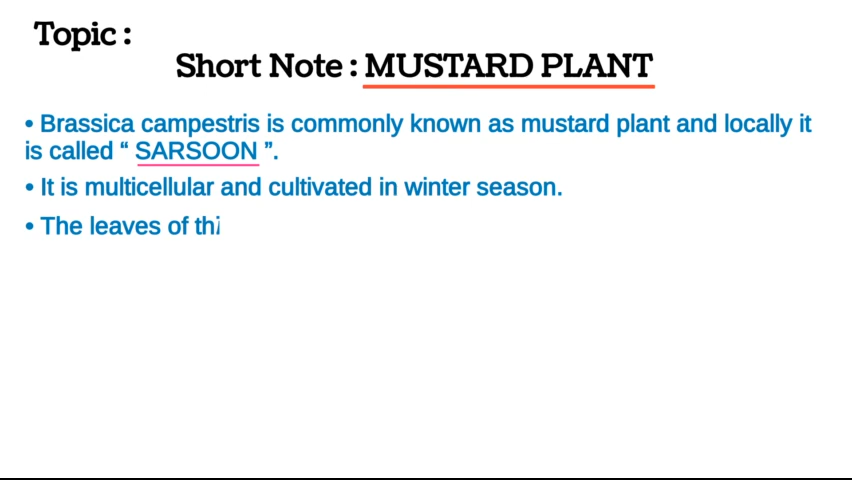 Topic :
Short Note : MUSTARD PLANT
• Brassica campestris is commonly known as mustard plant and locally it
is called “ SARSOON ”.
• It is multicellular and cultivated in winter season.
• The leaves of thi